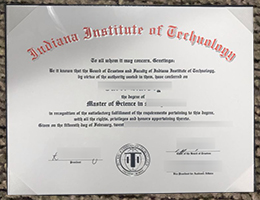 Indiana Institute of Technology
To all whom it may concern, Greetings:
Be it known that the Board of Trustees and Faculty of Indiana Institute of Technology,
by virtue of the authority vested in them, have conferred on
the degree of
Master of Science in
in recognition of the satisfactory fulfillment of the requirements pertaining to this degree,
with all the rights, privileges and honors appertaining thereto.
Given on the fifteenth day of February,
President